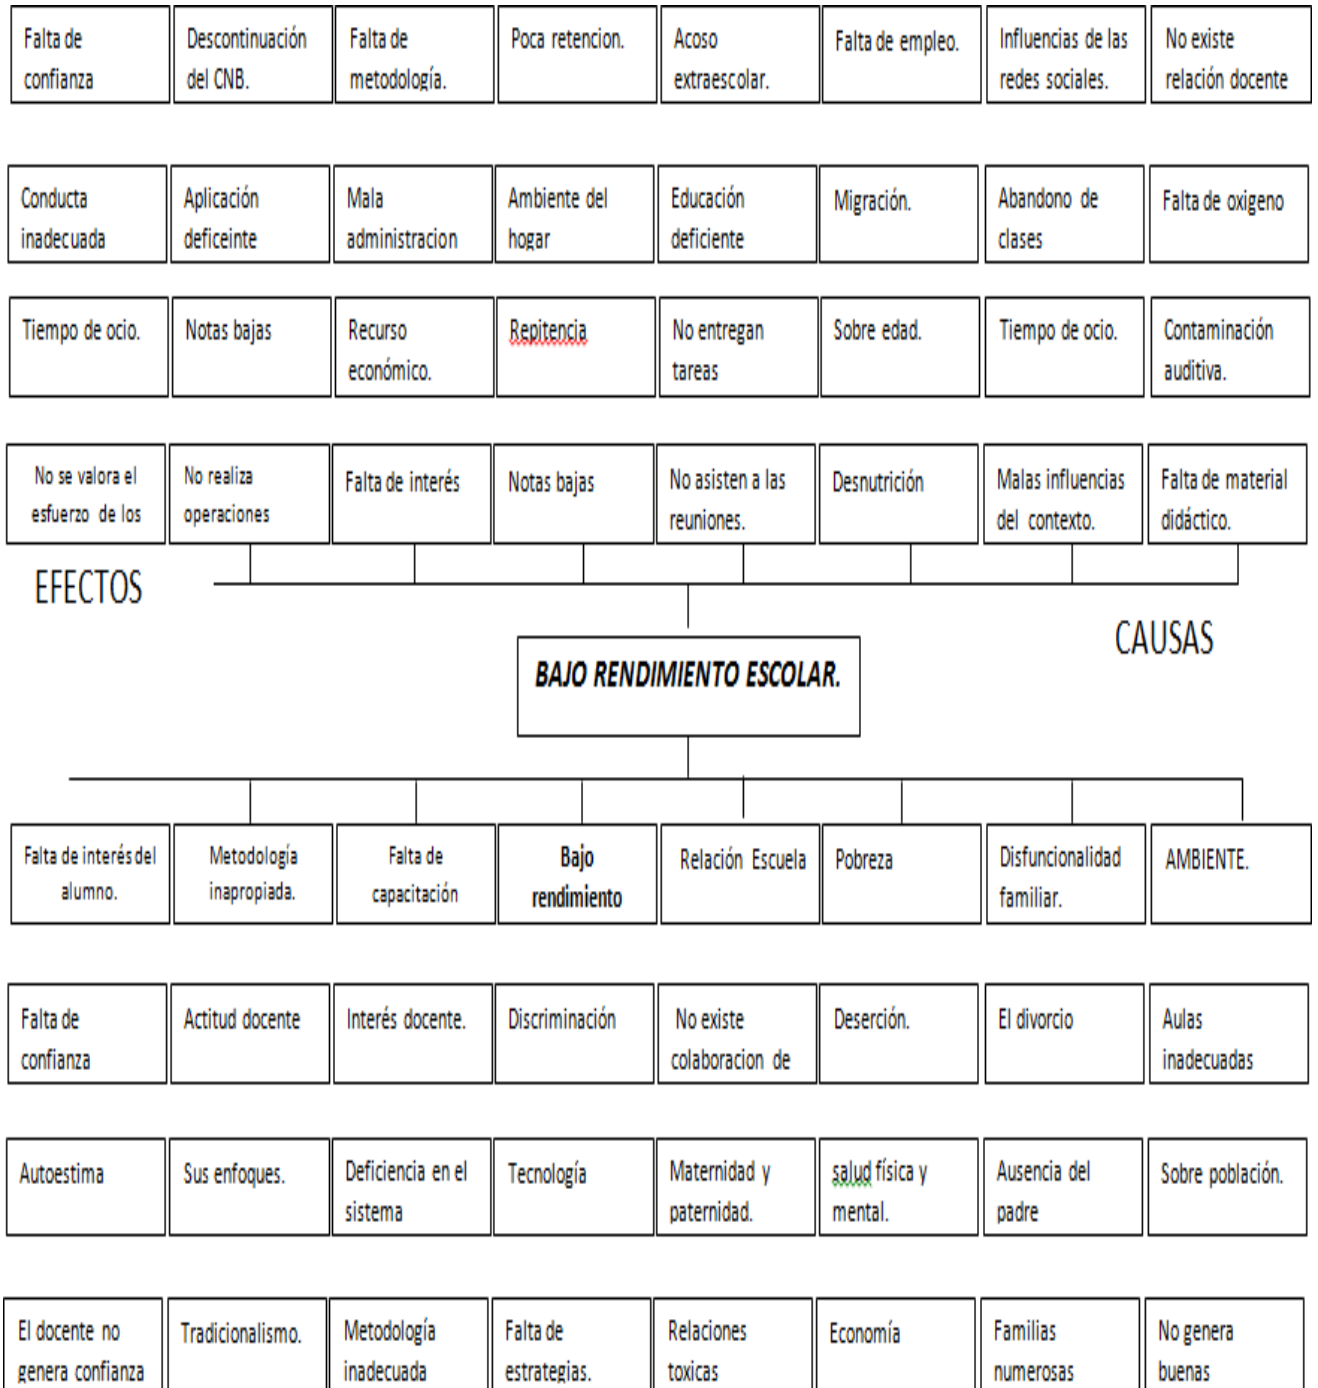 Falta de
confianza
Descontinuación
del CNB.
Falta de
metodología.
Poca retencion.
Acoso
extraescolar.
Falta de empleo.
Influencias de las
redes sociales.
No existe
relación docente
Conducta
inadecuada
Aplicación
deficeinte
Mala
administracion
Ambiente del
hogar
Educación
deficiente
Migración.
Abandono de
clases
Falta de oxigeno
Tiempo de ocio.
Notas bajas
Recurso
económico.
Repitencia
No entregan
tareas
Sobre edad.
Tiempo de ocio.
Contaminación
auditiva.
No se valora el
esfuerzo de los
No realiza
operaciones
Falta de interés
Notas bajas
No asisten a las
reuniones.
Desnutrición
Malas influencias
del contexto.
Falta de material
didáctico.
EFECTOS
CAUSAS
BAJO RENDIMIENTO ESCOLAR.
Falta de interés del
alumno.
Metodología
inapropiada.
Falta de
capacitación
Bajo
rendimiento
Relación Escuela
Pobreza
Disfuncionalidad
familiar.
AMBIENTE.
Falta de
confianza
Actitud docente
Interés docente.
Discriminación
No existe
colaboracion de
Deserción.
El divorcio
Aulas
inadecuadas
Autoestima
Sus enfoques.
Deficiencia en el
sistema
Tecnología
Maternidad y
paternidad.
salud física y
mental.
Ausencia del
padre
Sobre población.
El docente no
genera confianza
Tradicionalismo.
Metodología
inadecuada
Falta de
estrategias.
Relaciones
toxicas
Economía
Familias
numerosas
No genera
buenas